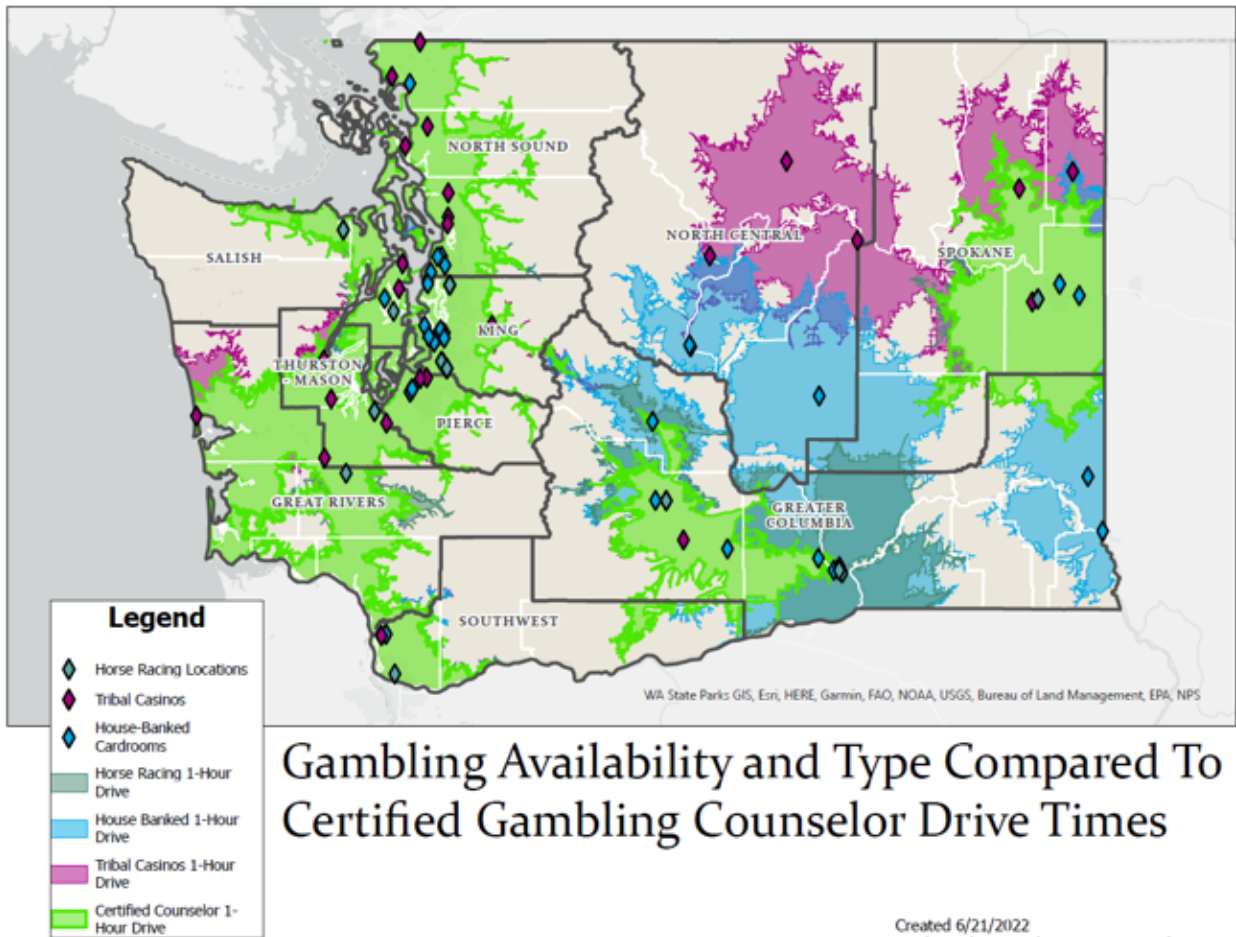 NORTH SOUND
NORTH CENTRAL
SALISH
SPOKANE
KING
THURSTON
- MASON
PIERCE
GREAT RIVERS
GREATER
COLUMBIA
SOUTHWEST
WA State Parks GIS, Esri, HERE, Garmin, FAO, NOAA, USGS, Bureau of Land Management, EPA, NPS
Legend
Horse Racing Locations
Tribal Casinos
House-Banked
Cardrooms
Horse Racing 1-Hour
Drive
House Banked 1-Hour
Drive
Tribal Casinos 1-Hour
Drive
Certified Counselor 1-
Hour Drive
Gambling Availability and Type Compared To
Certified Gambling Counselor Drive Times
Created 6/21/2022